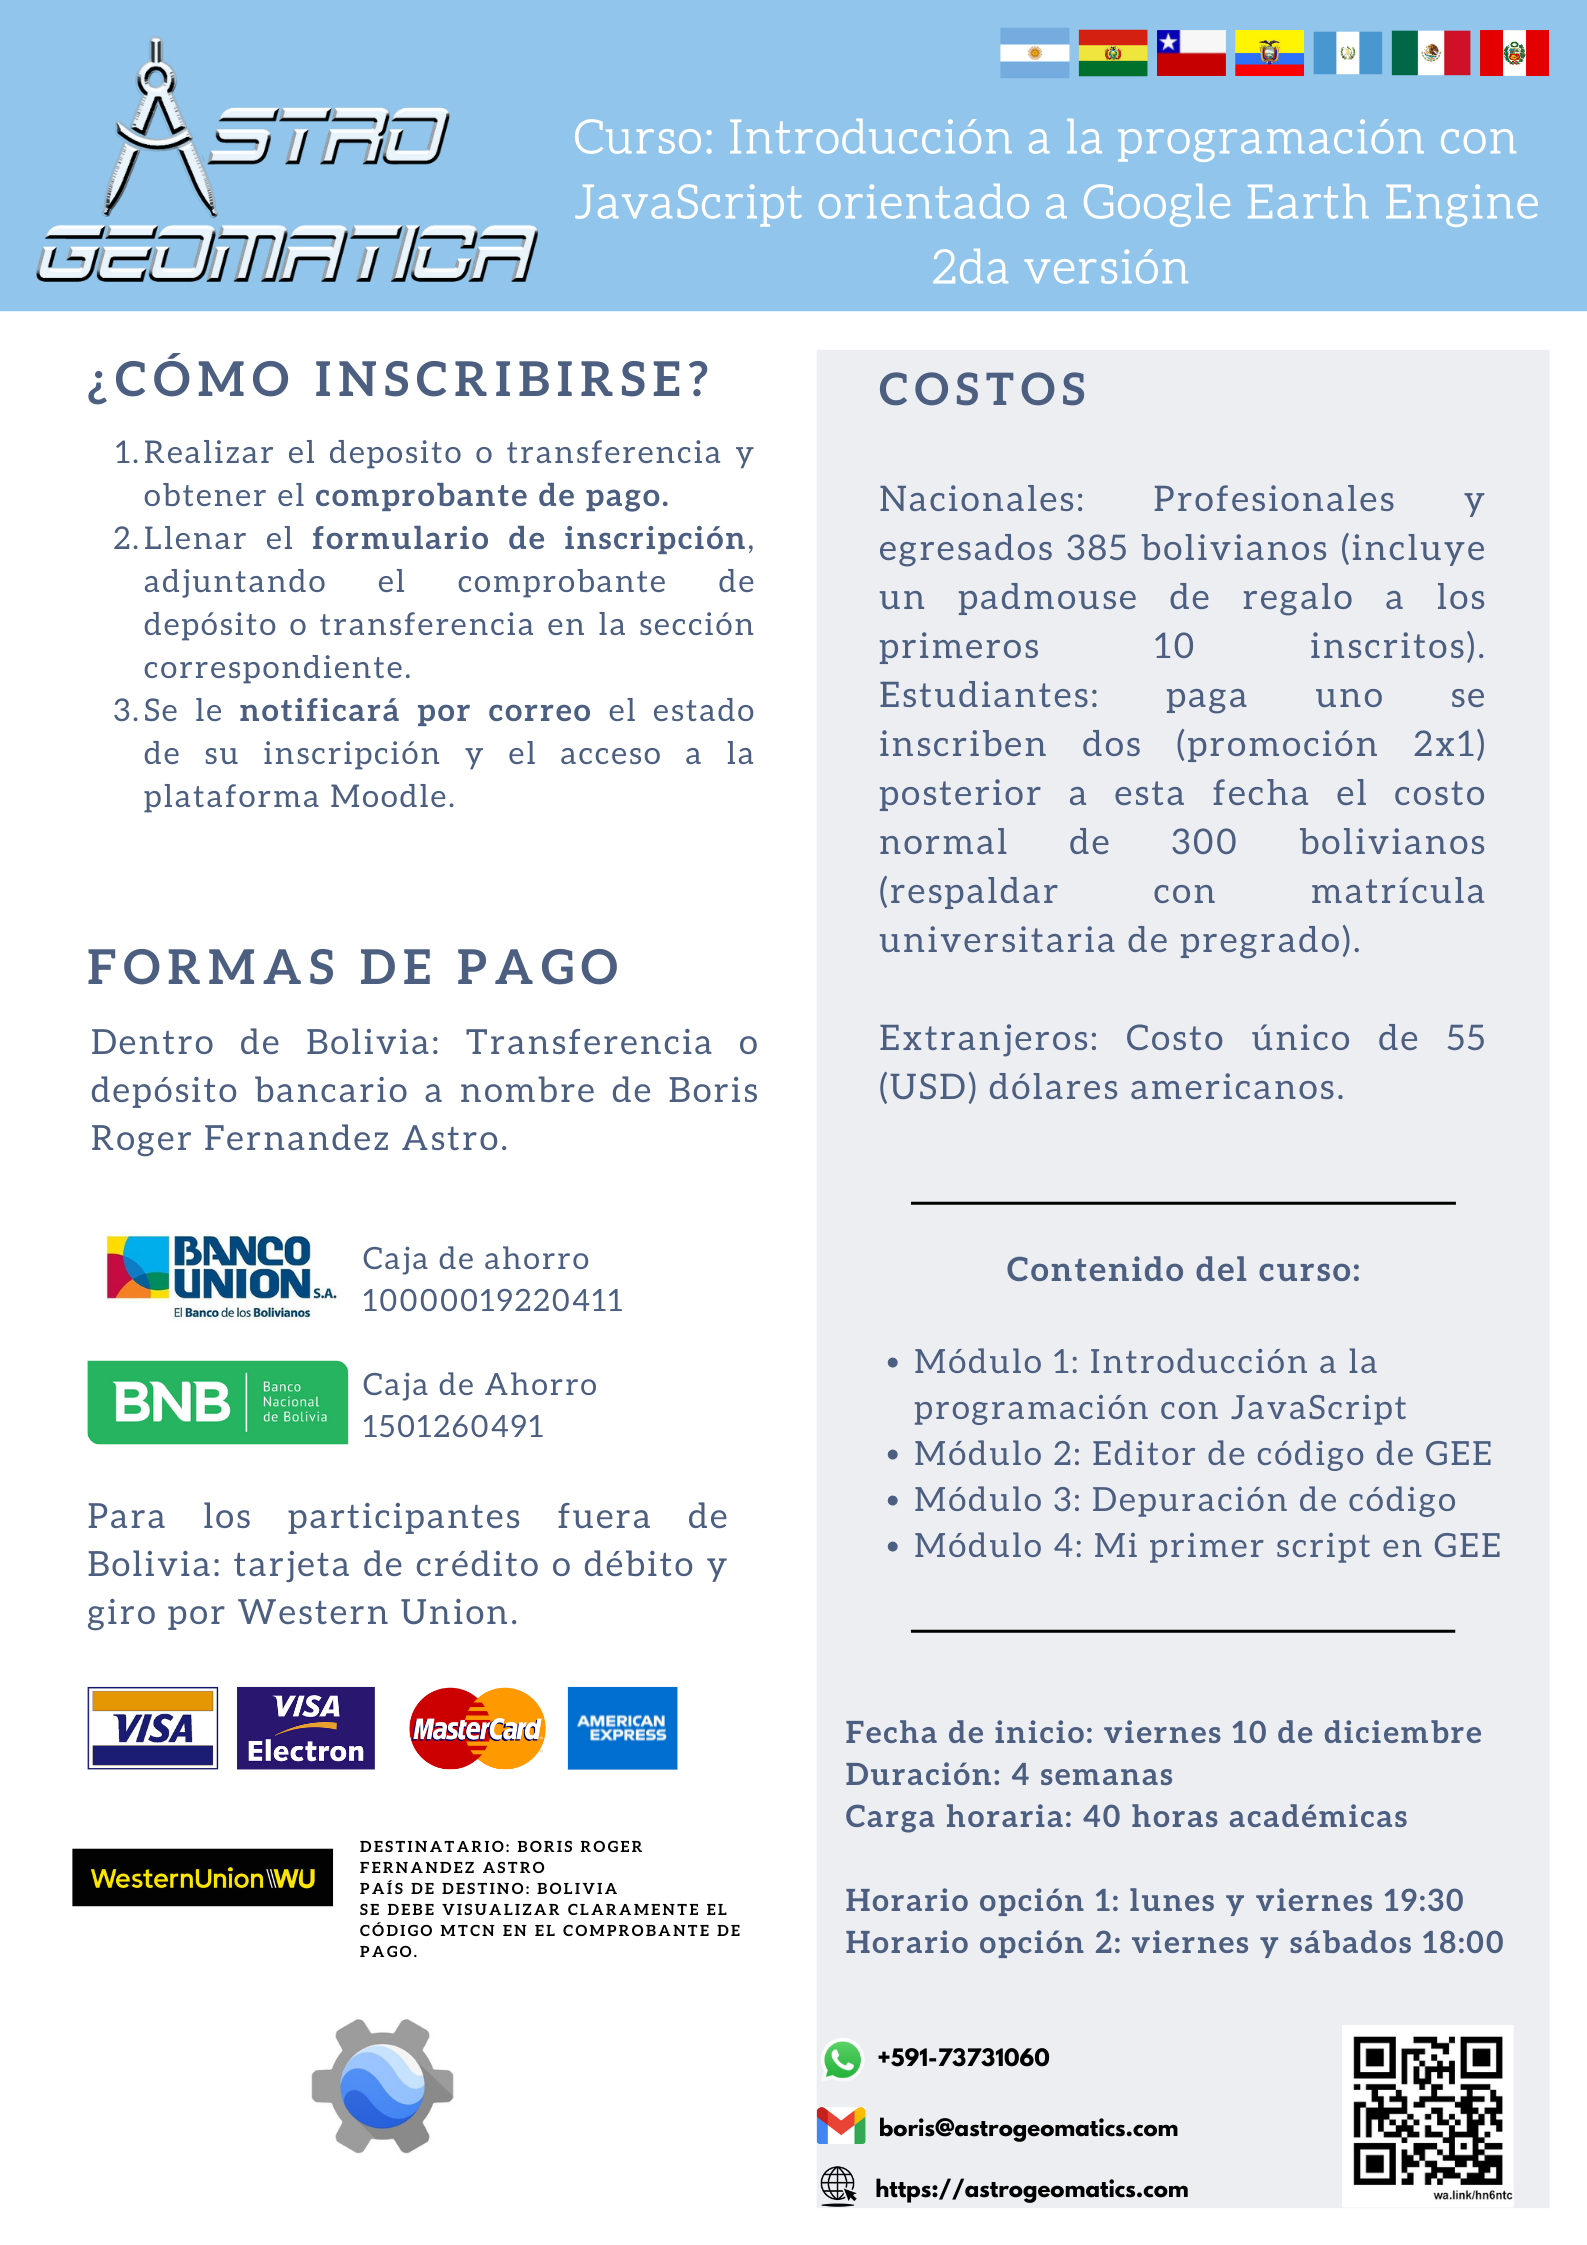 ASTRO
GEOMATICA
Curso: Introducción a la programación con
JavaScript orientado a Google Earth Engine
2da versión
¿CÓMO INSCRIBIRSE?
1. Realizar el deposito o transferencia y
obtener el comprobante de pago.
2. Llenar el formulario de inscripción,
adjuntando el comprobante de
depósito o transferencia en la sección
correspondiente.
3. Se le notificará por correo el estado
de su inscripción y el acceso a la
plataforma Moodle.
FORMAS DE PAGO
Dentro de Bolivia: Transferencia o
depósito bancario a nombre de Boris
Roger Fernandez Astro.
BANCO
UNION S.A.
El Banco de los Bolivianos
Caja de ahorro
10000019220411
BNB
Banco
Nacional
de Bolivia
Caja de Ahorro
1501260491
Para los participantes fuera de
Bolivia: tarjeta de crédito o débito y
giro por Western Union.
VISA
VISA
Electron
MasterCard
AMERICAN
EXPRESS
WesternUnion WU
DESTINATARIO: BORIS ROGER
FERNANDEZ ASTRO
PAÍS DE DESTINO: BOLIVIA
SE DEBE VISUALIZAR CLARAMENTE EL
CÓDIGO MTCN EN EL COMPROBANTE DE
PAGO.
COSTOS
Nacionales: Profesionales y
egresados 385 bolivianos (incluye
un padmouse de regalo a los
primeros 10 inscritos).
Estudiantes: paga uno se
inscriben dos (promoción 2x1)
posterior a esta fecha el costo
normal de 300 bolivianos
(respaldar con matrícula
universitaria de pregrado).
Extranjeros: Costo único de 55
(USD) dólares americanos.
Contenido del curso:
• Módulo 1: Introducción a la
programación con JavaScript
• Módulo 2: Editor de código de GEE
• Módulo 3: Depuración de código
• Módulo 4: Mi primer script en GEE
Fecha de inicio: viernes 10 de diciembre
Duración: 4 semanas
Carga horaria: 40 horas académicas
Horario opción 1: lunes y viernes 19:30
Horario opción 2: viernes y sábados 18:00
+591-73731060
boris@astrogeomatics.com
https://astrogeomatics.com
wa.link/hn6ntc